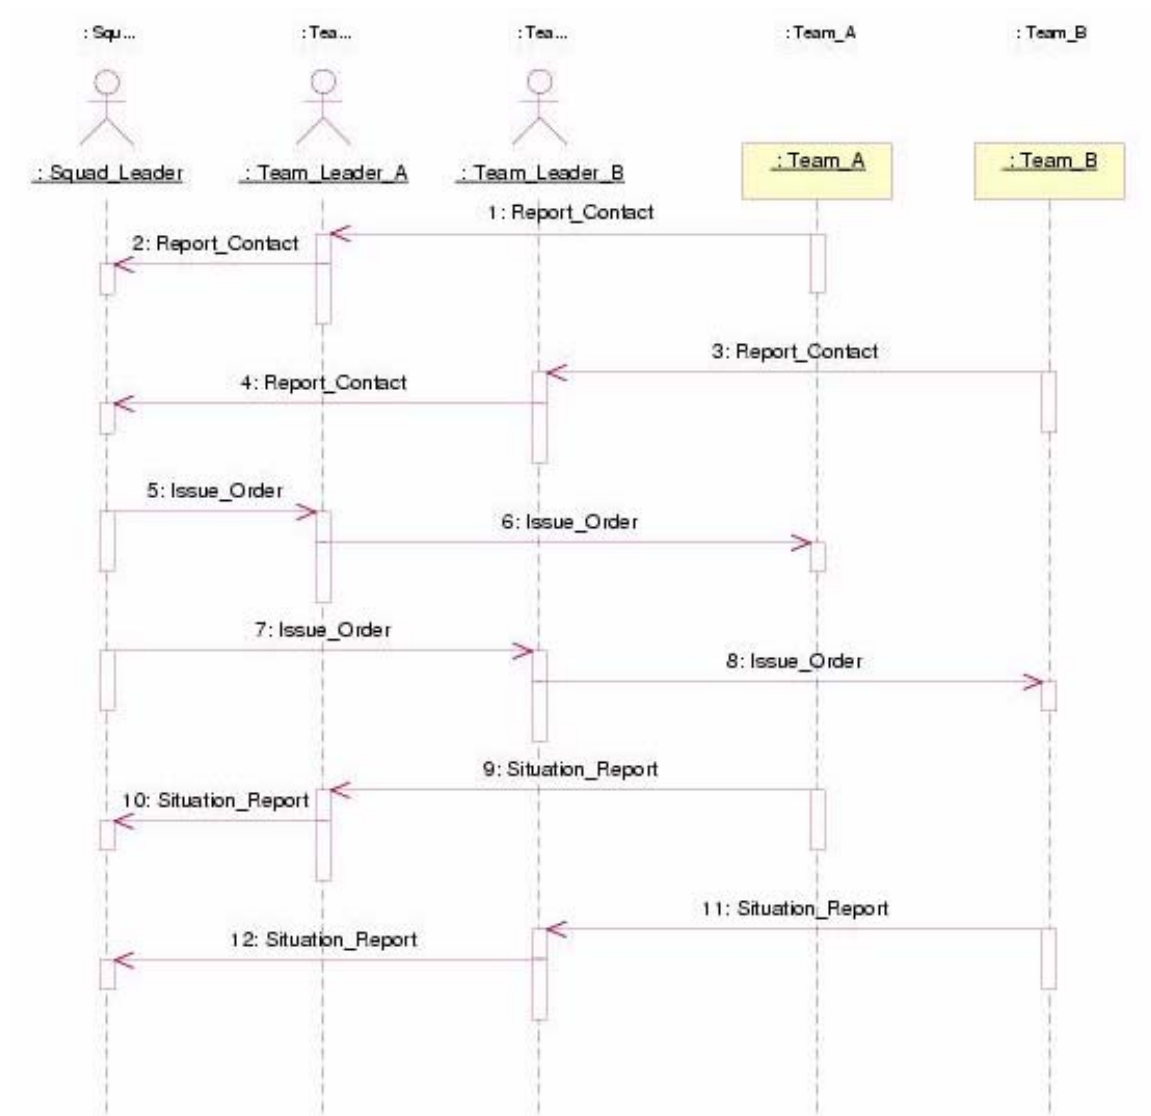 : Squ...
: Tea...
: Tea...
: Team_A
: Team_B
: Squad_Leader
: Team_Leader_A
: Team_Leader_B
: Team_A
: Team_B
1: Report_Contact
2: Report_Contact
3: Report_Contact
4: Report_Contact
5: Issue_Order
6: Issue_Order
7: Issue_Order
8: Issue_Order
9: Situation_Report
10: Situation_Report
11: Situation_Report
12: Situation_Report